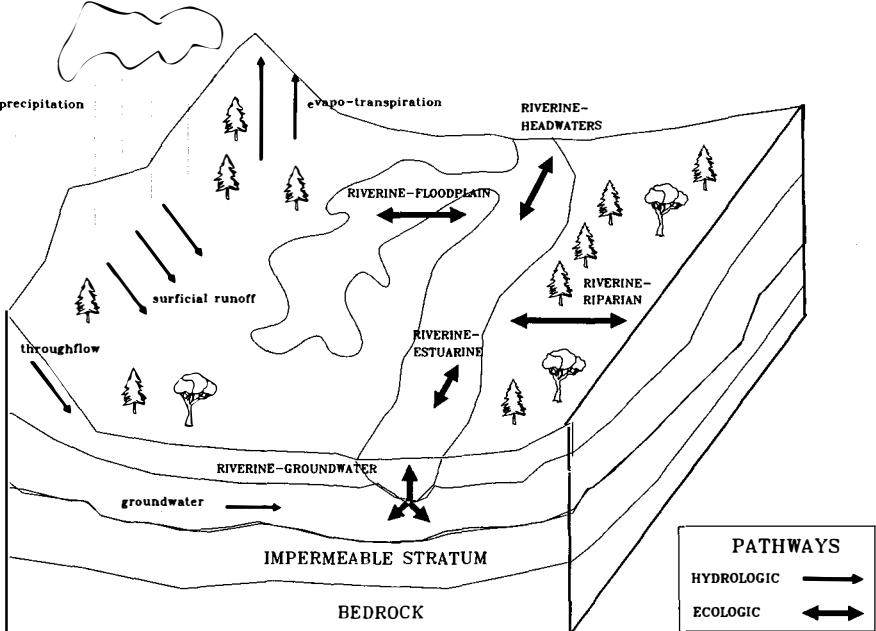 precipitation
evapo-transpiration
RIVERINE-
HEADWATERS
RIVERINE-FLOODPLAIN
RIVERINE-
RIPARIAN
surficial runoff
RIVERINE-
ESTUARINE
throughflow
RIVERINE-GROUNDWATER
groundwater
IMPERMEABLE STRATUM
BEDROCK
PATHWAYS
HYDROLOGIC
ECOLOGIC